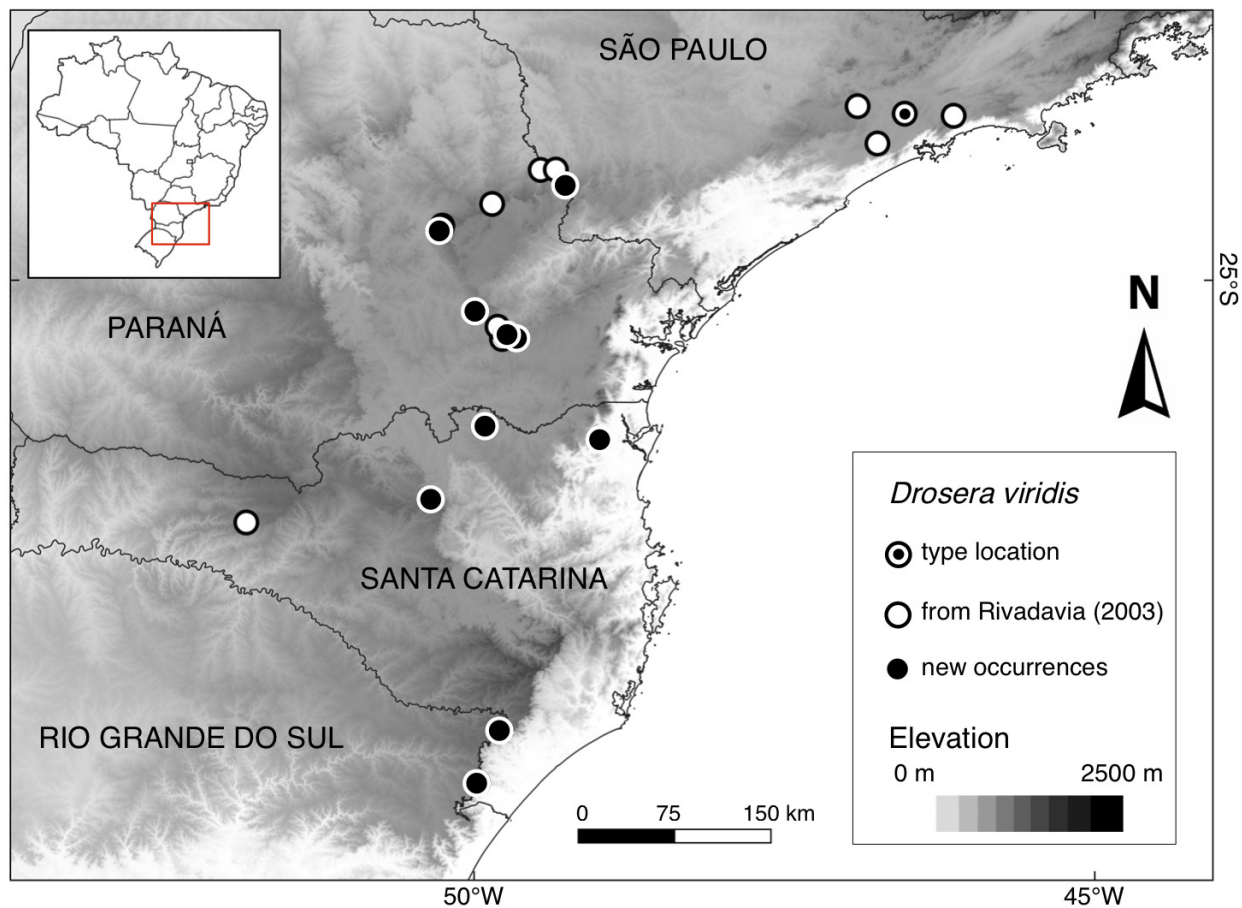 SÃO PAULO
25°S
N
PARANÁ
Drosera viridis
type location
from Rivadavia (2003)
new occurrences
SANTA CATARINA
RIO GRANDE DO SUL
Elevation
0 m 2500 m
0 75 150 km
50°W 45°W